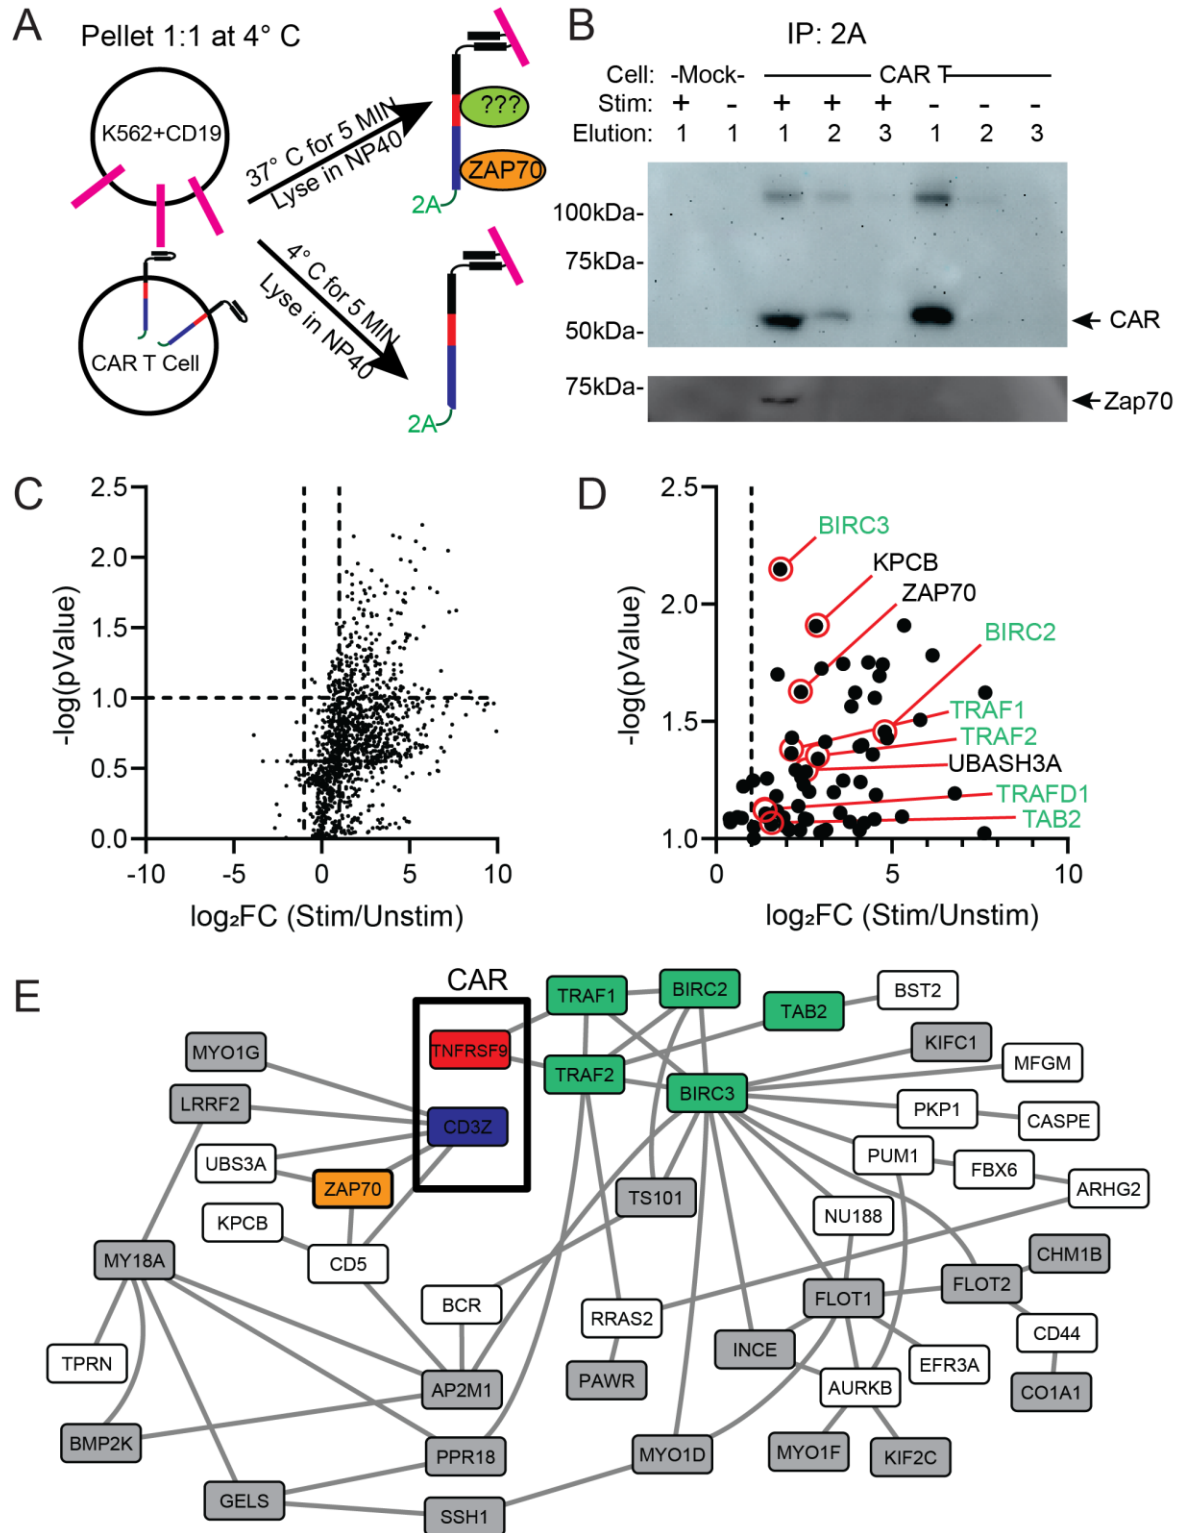 A
Pellet 1:1 at 4° C
K562+CD19
CAR T Cell
37° C for 5 MIN
Lyse in NP40
4° C for 5 MIN
Lyse in NP40
???
ZAP70
2A
2A
B
IP: 2A
Cell: -Mock- CAR T
Stim: + - + + + - - -
Elution: 1 1 1 2 3 1 2 3
100kDa-
75kDa-
50kDa-
CAR
75kDa-
Zap70
C
2.5
2.0
1.5
1.0
0.5
0.0
-log(pValue)
-10 -5 0 5 10
log₂FC (Stim/Unstim)
D
2.5
2.0
1.5
1.0
-log(pValue)
BIRC3
KPCB
ZAP70
BIRC2
TRAF1
TRAF2
UBASH3A
TRAFD1
TAB2
0 5 10
log₂FC (Stim/Unstim)
E
CAR
TRAF1
BIRC2
TAB2
BST2
MYO1G
TNFRSF9
KIFC1
MFGM
LRRF2
TRAF2
BIRC3
PKP1
CASPE
CD3Z
UBS3A
PUM1
FBX6
ARHG2
ZAP70
TS101
KPCB
NU188
MY18A
CD5
CHM1B
BCR
RRAS2
FLOT1
FLOT2
TPRN
INCE
EFR3A
CD44
AP2M1
PAWR
AURKB
CO1A1
BMP2K
PPR18
MYO1D
MYO1F
KIF2C
GELS
SSH1